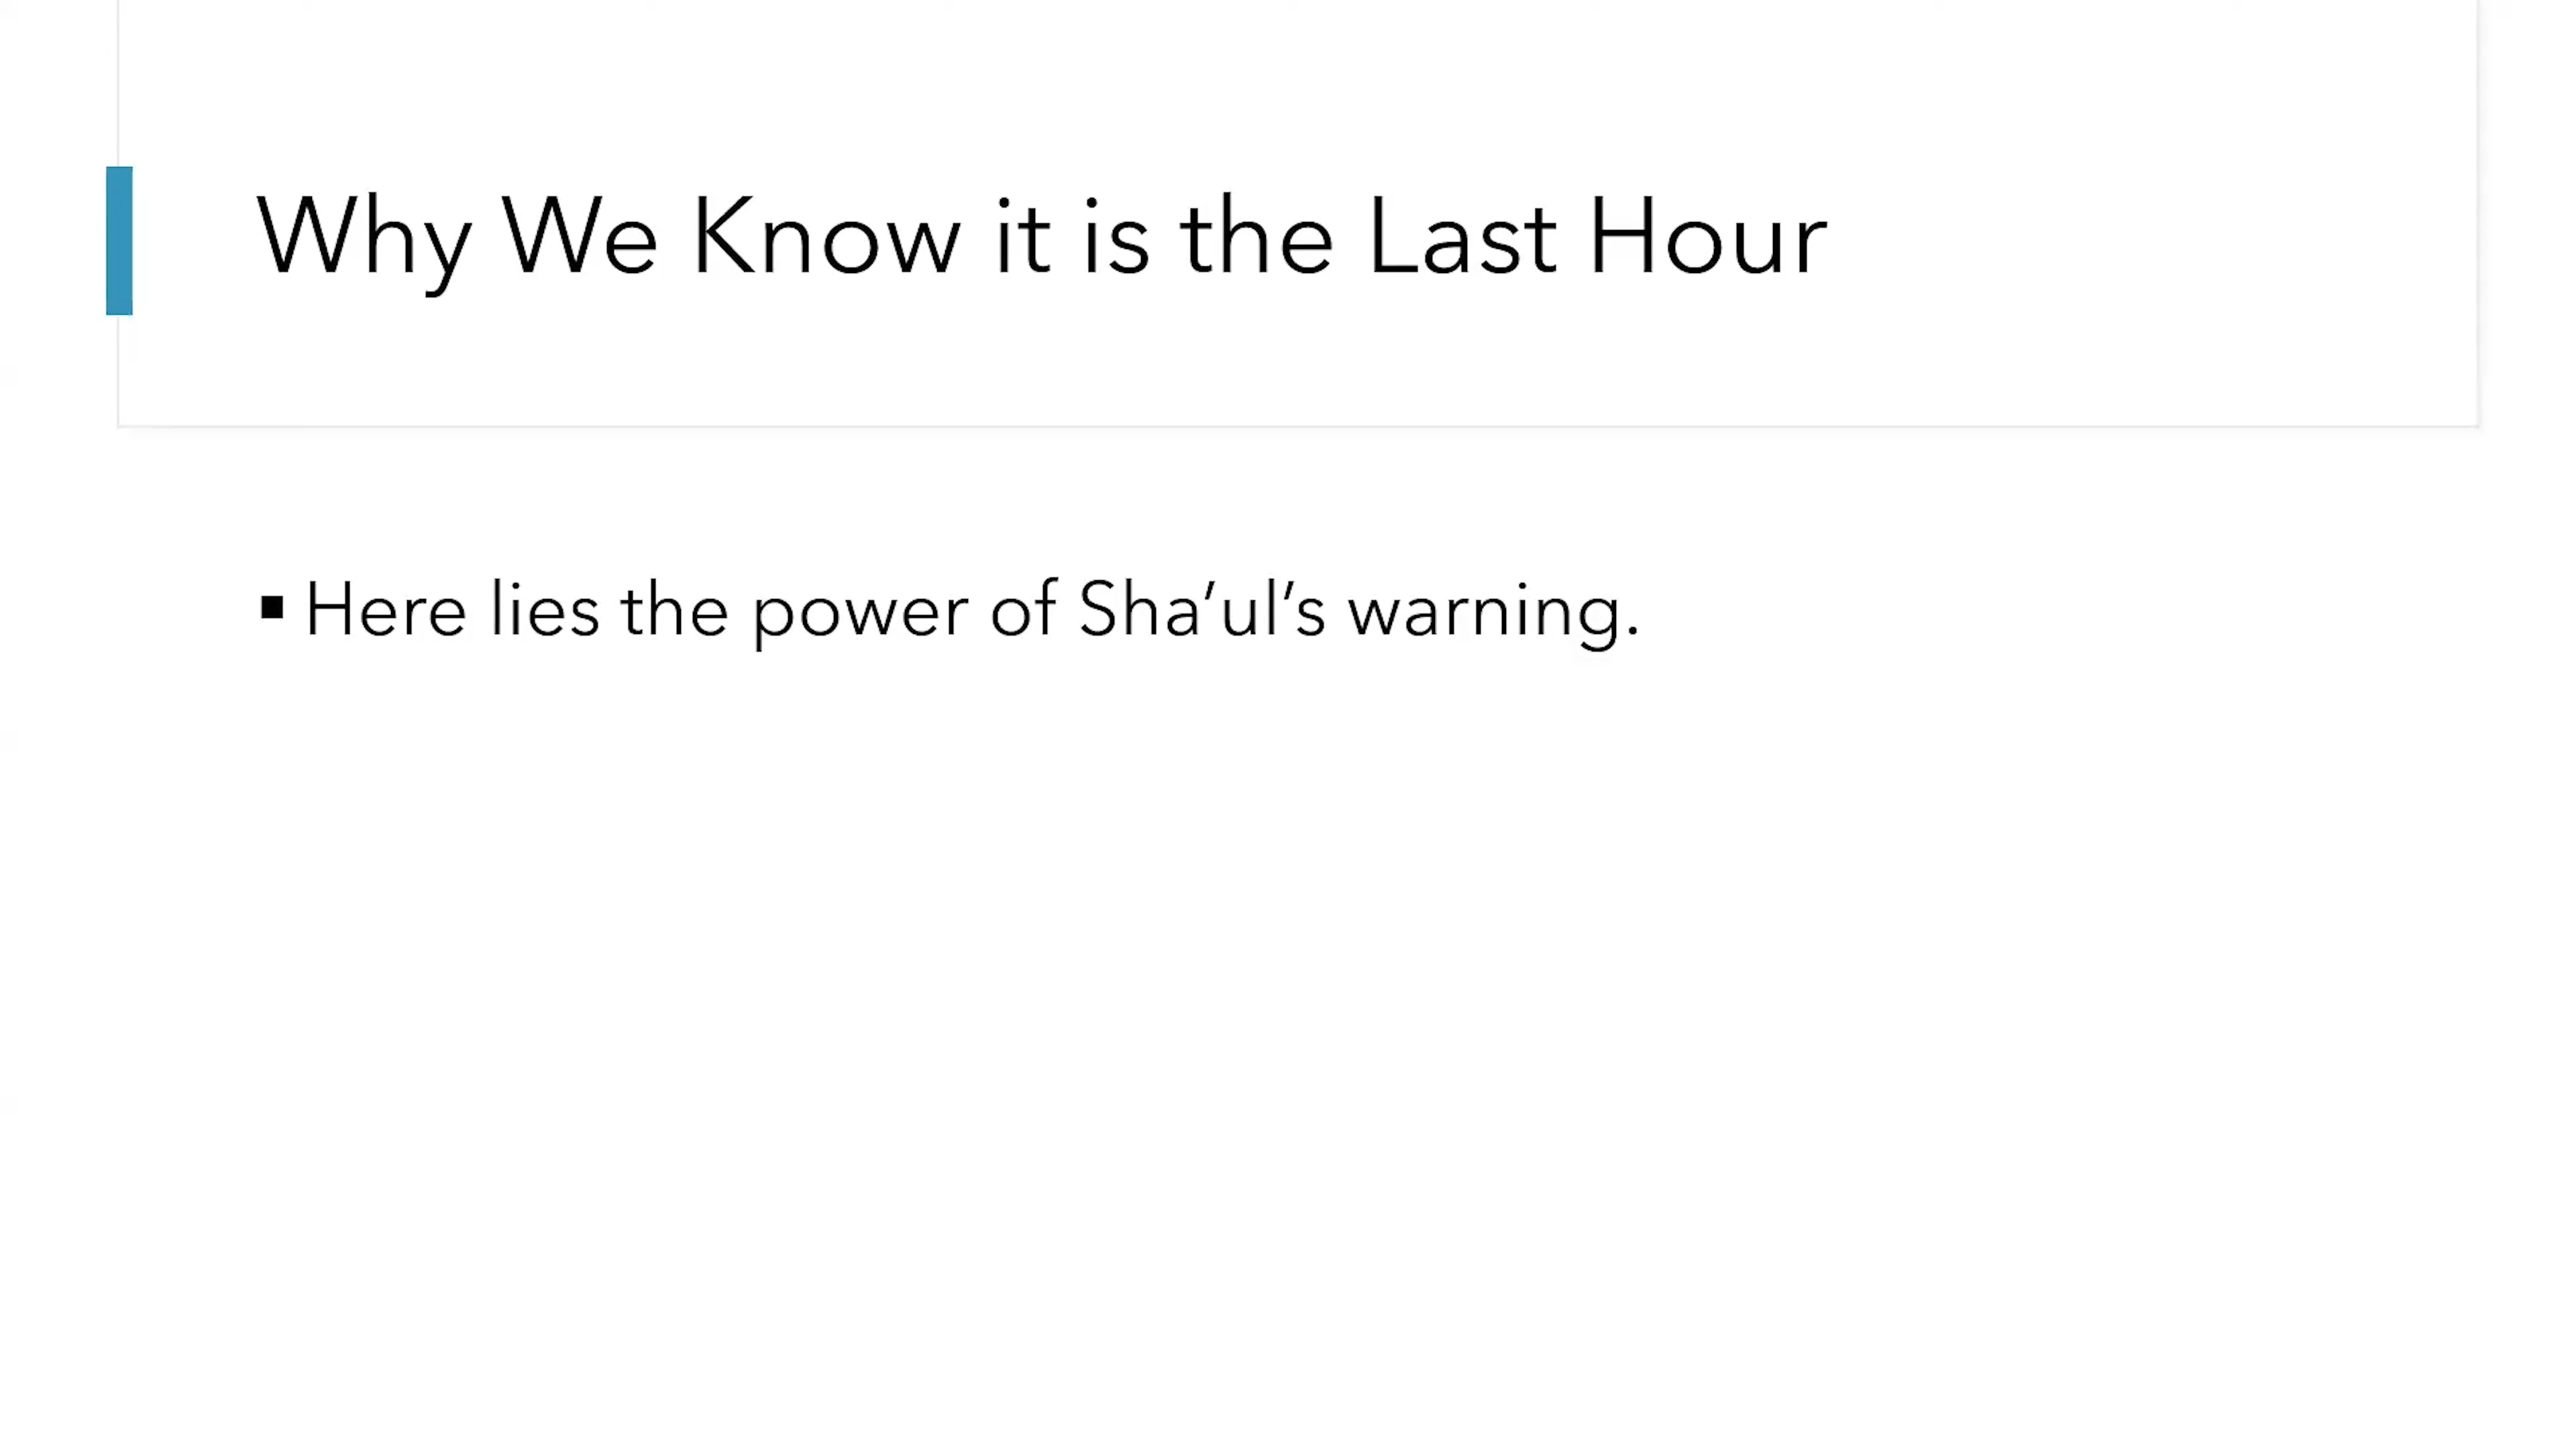 Why We Know it is the Last Hour
▪ Here lies the power of Sha’ul’s warning.